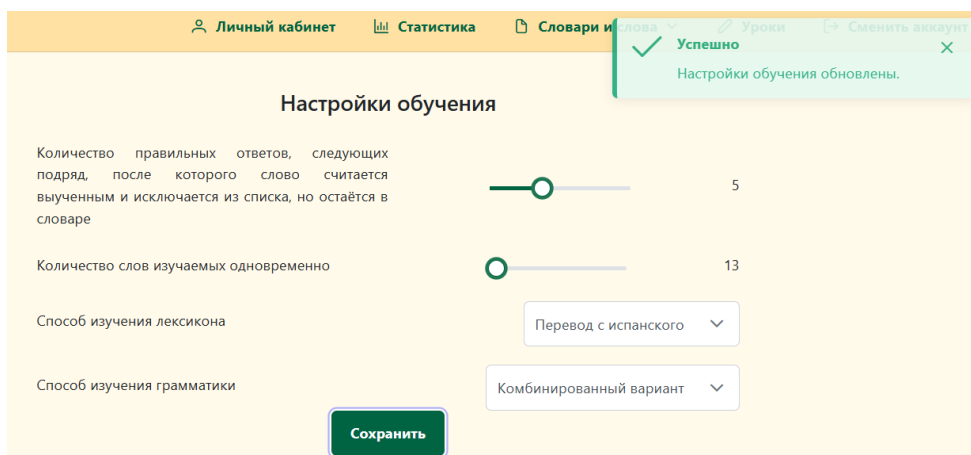 Личный кабинет Статистика Словари и слова Уроки Сменить аккаунт
Успешно
Настройки обучения обновлены.
Настройки обучения
Количество правильных ответов, следующих
подряд, после которого слово считается
выученным и исключается из списка, но остаётся в
словаре
5
Количество слов изучаемых одновременно
13
Способ изучения лексикона
Перевод с испанского
Способ изучения грамматики
Комбинированный вариант
Сохранить